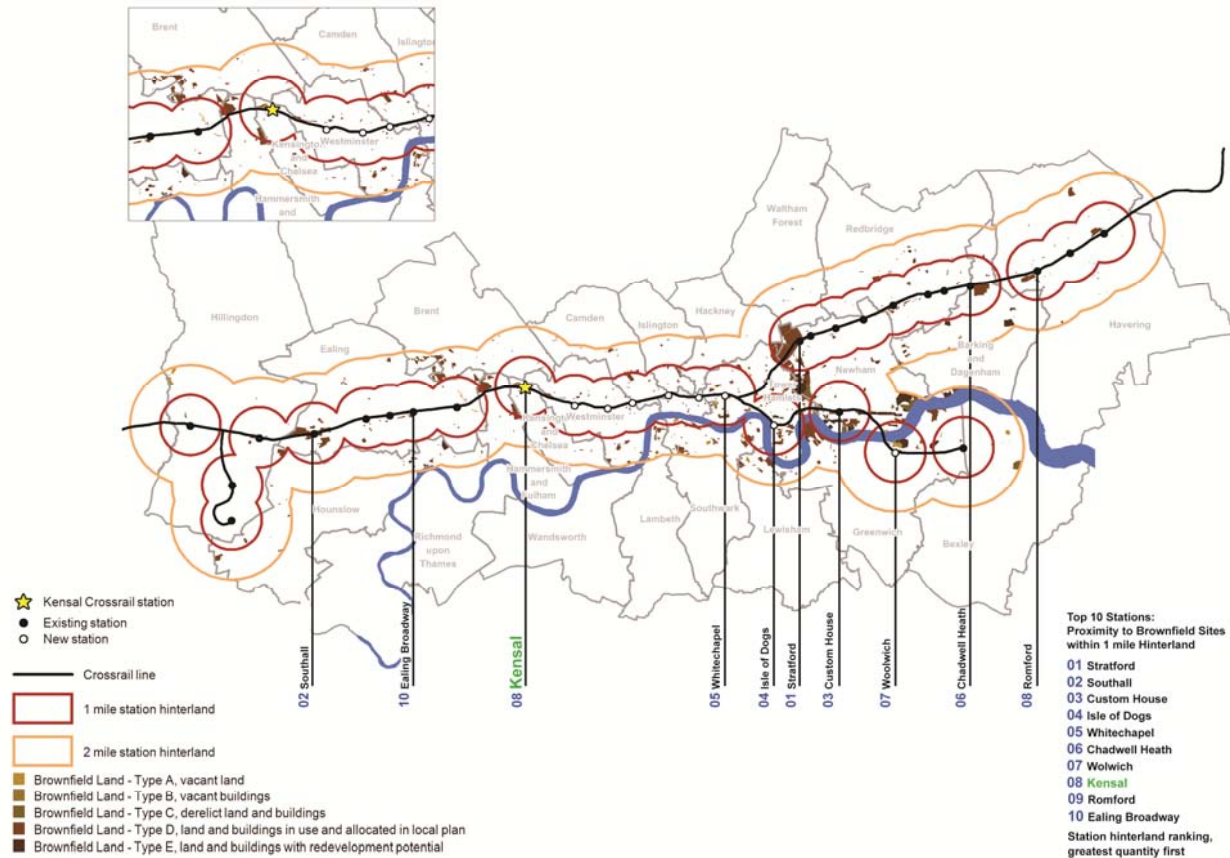 Brent
Camden
Islington
Westminster
Kensington
and
Chelsea
Hammersmith
and
Waltham
Forest
Redbridge
Hillingdon
Brent
Camden
Islington
Hackney
Havering
Ealing
Barking
and
Dagenham
Newham
Tower
Hamlets
Westminster
Kensington
and
Chelsea
Hammersmith
and
Fulham
Hounslow
Lambeth
Southwark
Lewisham
Greenwich
Bexley
Richmond
upon
Thames
Wandsworth
Kensal Crossrail station
Existing station
New station
Crossrail line
1 mile station hinterland
2 mile station hinterland
Brownfield Land - Type A, vacant land
Brownfield Land - Type B, vacant buildings
Brownfield Land - Type C, derelict land and buildings
Brownfield Land - Type D, land and buildings in use and allocated in local plan
Brownfield Land - Type E, land and buildings with redevelopment potential
02 Southall
10 Ealing Broadway
08 Kensal
05 Whitechapel
04 Isle of Dogs
01 Stratford
03 Custom House
07 Woolwich
06 Chadwell Heath
08 Romford
Top 10 Stations:
Proximity to Brownfield Sites
within 1 mile Hinterland
01 Stratford
02 Southall
03 Custom House
04 Isle of Dogs
05 Whitechapel
06 Chadwell Heath
07 Wolwich
08 Kensal
09 Romford
10 Ealing Broadway
Station hinterland ranking,
greatest quantity first